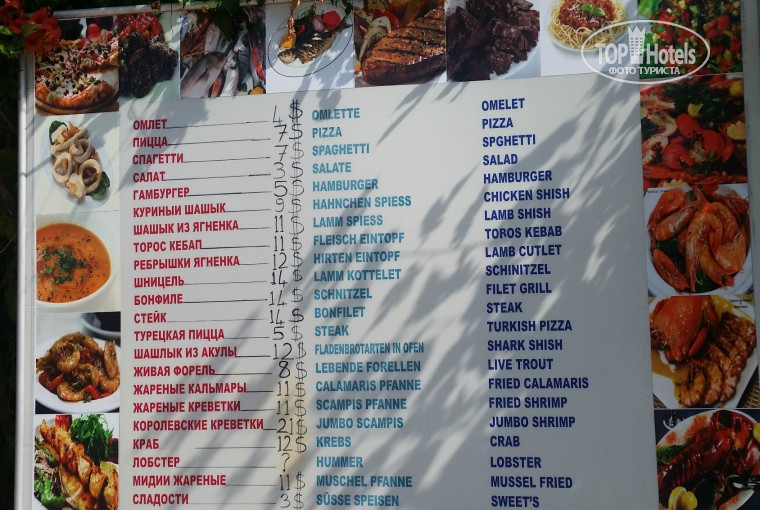 TOP Hotels
ФОТО ТУРИСТА
ОМЛЕТ 4$ OMLETTE OMELET
ПИЦЦА 7$ PIZZA PIZZA
СПАГЕТТИ 7$ SPAGHETTI SPGHETTI
САЛАТ 3$ SALATE SALAD
ГАМБУРГЕР 5$ HAMBURGER HAMBURGER
КУРИНЫЙ ШАШЫК 9$ HAHNCHEN SPIESS CHICKEN SHISH
ШАШЫК ИЗ ЯГНЕНКА 11$ LAMM SPIESS LAMB SHISH
ТОРОС КЕБАП 11$ FLEISCH EINTOPF TOROS KEBAB
РЕБРЫШКИ ЯГНЕНКА 12$ HIRTEN EINTOPF LAMB CUTLET
ШНИЦЕЛЬ 14$ LAMM KOTTELET SCHINITZEL
БОНФИЛЕ 14$ SCHNITZEL FILET GRILL
СТЕЙК 14$ BONFILET STEAK
ТУРЕЦКАЯ ПИЦЦА 5$ STEAK TURKISH PIZZA
ШАШЛЫК ИЗ АКУЛЫ 12$ FLADENBROTARTEN IN OFEN SHARK SHISH
ЖИВАЯ ФОРЕЛЬ 8$ LEBENDE FORELLEN LIVE TROUT
ЖАРЕНЫЕ КАЛЬМАРЫ 11$ CALAMARIS PFANNE FRIED CALAMARIS
ЖАРЕНЫЕ КРЕВЕТКИ 11$ SCAMPIS PFANNE FRIED SHRIMP
КОРОЛЕВСКИЕ КРЕВЕТКИ 21$ JUMBO SCAMPIS JUMBO SHRIMP
КРАБ 12$ KREBS CRAB
ЛОБСТЕР ? HUMMER LOBSTER
МИДИИ ЖАРЕНЫЕ 11$ MUSCHEL PFANNE MUSSEL FRIED
СЛАДОСТИ 3$ SÜSSE SPEISEN SWEET'S